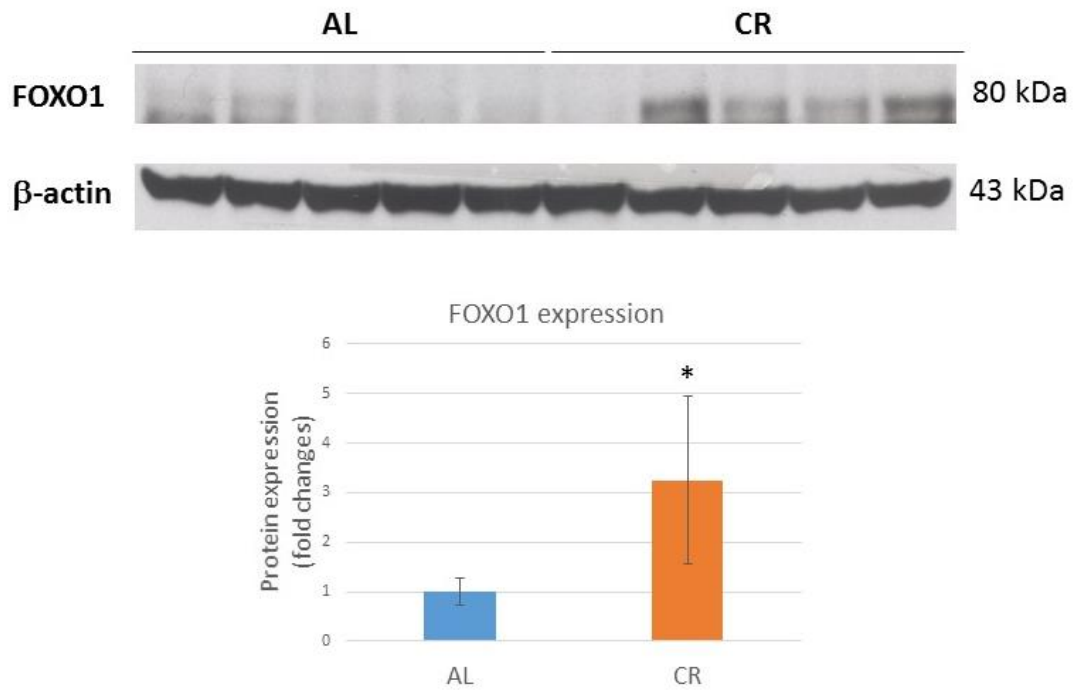 AL CR
FOXO1 80 kDa
β-actin 43 kDa
FOXO1 expression
6
5
4
3
2
1
0
Protein expression
(fold changes)
*
AL CR